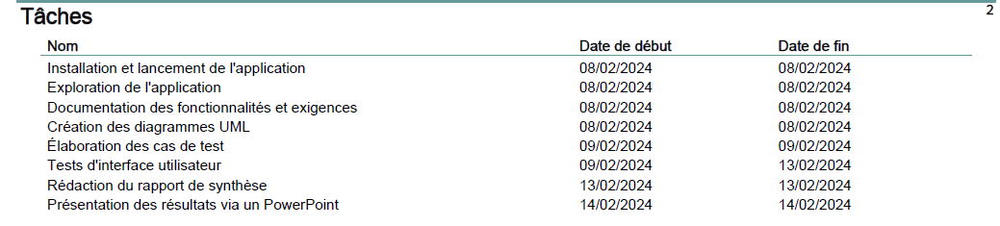 Tâches 2
Nom Date de début Date de fin
Installation et lancement de l'application 08/02/2024 08/02/2024
Exploration de l'application 08/02/2024 08/02/2024
Documentation des fonctionnalités et exigences 08/02/2024 08/02/2024
Création des diagrammes UML 08/02/2024 08/02/2024
Élaboration des cas de test 09/02/2024 09/02/2024
Tests d'interface utilisateur 09/02/2024 13/02/2024
Rédaction du rapport de synthèse 13/02/2024 13/02/2024
Présentation des résultats via un PowerPoint 14/02/2024 14/02/2024